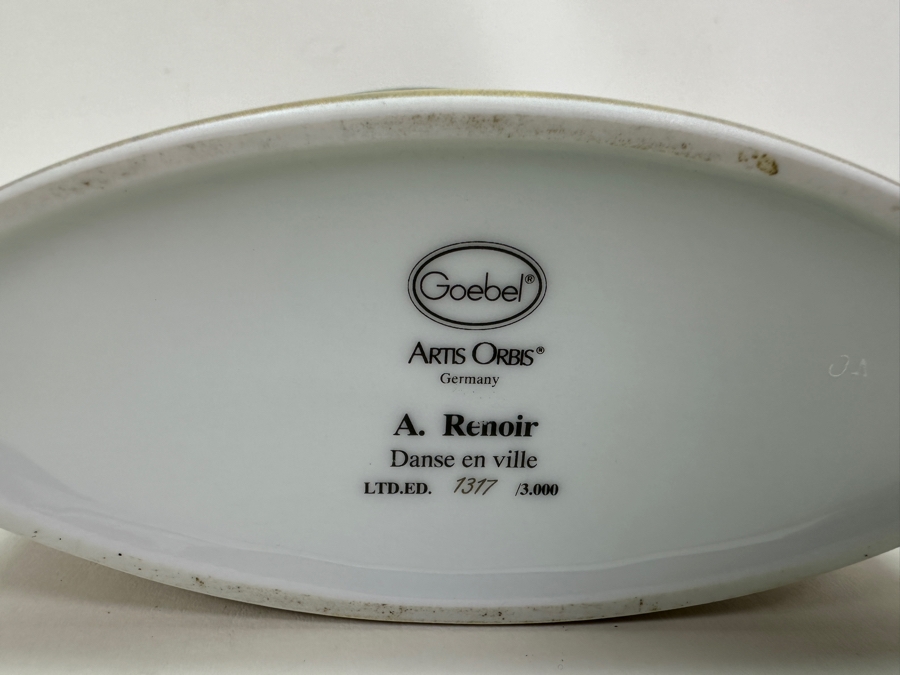 Goebel®
ARTIS ORBIS®
Germany
A. Renoir
Danse en ville
LTD.ED. 1317 /3.000